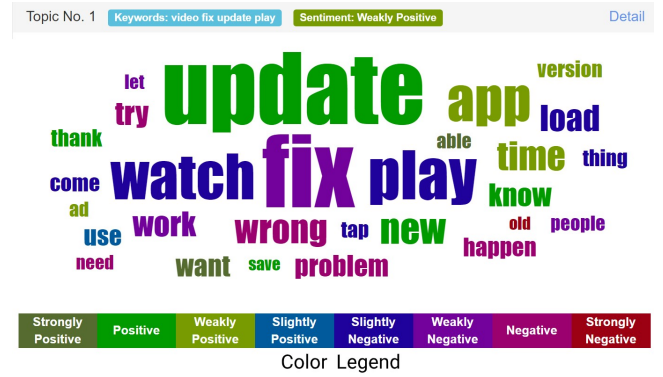 Topic No. 1 Keywords: video fix update play Sentiment: Weakly Positive Detail
update
version
let
app
try
load
thank
able
fix
time
thing
watch
play
come
know
ad
work
old
people
use
wrong
tap
new
happen
need
want
save
problem
Strongly Positive
Positive
Weakly Positive
Slightly Positive
Slightly Negative
Weakly Negative
Negative
Strongly Negative
Color Legend